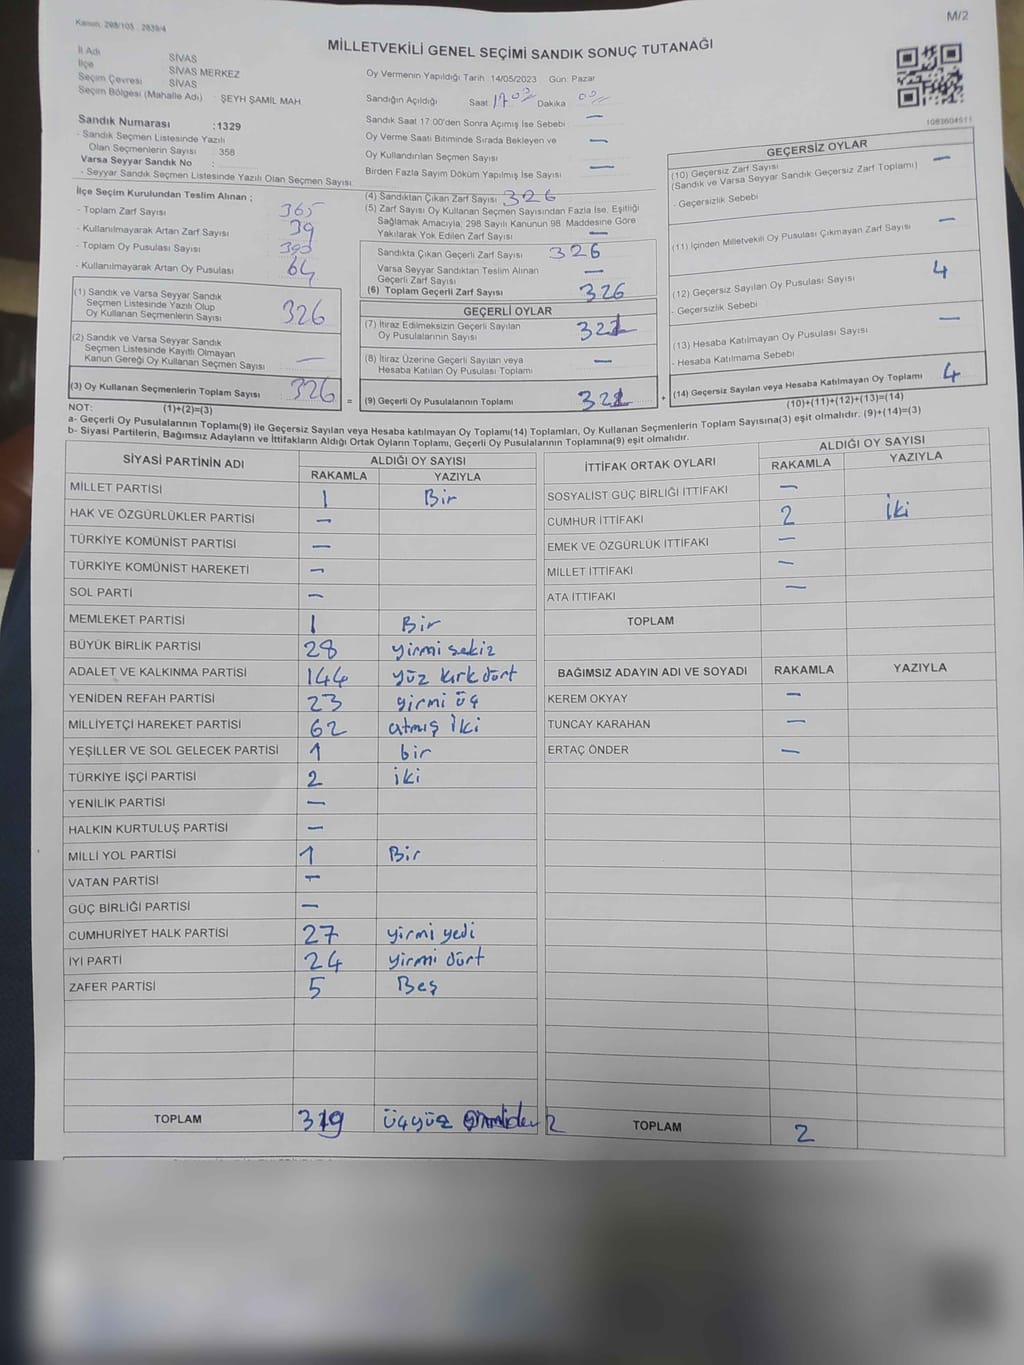 Kanun: 298/105 : 2839/4
M/2
MİLLETVEKİLİ GENEL SEÇİMİ SANDIK SONUÇ TUTANAĞI
İl Adı SİVAS
İlçe SİVAS MERKEZ
Seçim Çevresi SİVAS
Seçim Bölgesi (Mahalle Adı) : ŞEYH ŞAMİL MAH.
Sandık Numarası :1329
- Sandık Seçmen Listesinde Yazılı
Olan Seçmenlerin Sayısı : 358
Varsa Seyyar Sandık No :
- Seyyar Sandık Seçmen Listesinde Yazılı Olan Seçmen Sayısı
Oy Vermenin Yapıldığı Tarih : 14/05/2023 Gün: Pazar
Sandığın Açıldığı Saat Dakika
Sandık Saat 17:00'den Sonra Açımış İse Sebebi : —
Oy Verme Saati Bitiminde Sırada Bekleyen ve —
Oy Kullandırılan Seçmen Sayısı
Birden Fazla Sayım Döküm Yapılmış İse Sayısı —
1083604511
İlçe Seçim Kurulundan Teslim Alınan ;
- Toplam Zarf Sayısı 365
- Kullanılmayarak Artan Zarf Sayısı 39
- Toplam Oy Pusulası Sayısı
- Kullanılmayarak Artan Oy Pusulası 64
(1) Sandık ve Varsa Seyyar Sandık
Seçmen Listesinde Yazılı Olup
Oy Kullanan Seçmenlerin Sayısı 326
(2) Sandık ve Varsa Seyyar Sandık
Seçmen Listesinde Kayıtlı Olmayan
Kanun Gereği Oy Kullanan Seçmen Sayısı —
(3) Oy Kullanan Seçmenlerin Toplam Sayısı 326 =
(1)+(2)=(3)
(4) Sandıktan Çıkan Zarf Sayısı 326
(5) Zarf Sayısı Oy Kullanan Seçmen Sayısından Fazla İse, Eşitliği
Sağlamak Amacıyla; 298 Sayılı Kanunun 98. Maddesine Göre
Yakılarak Yok Edilen Zarf Sayısı —
Sandıkta Çıkan Geçerli Zarf Sayısı 326
Varsa Seyyar Sandıktan Teslim Alınan
Geçerli Zarf Sayısı —
(6) Toplam Geçerli Zarf Sayısı 326
GEÇERLİ OYLAR
(7) İtiraz Edilmeksizin Geçerli Sayılan
Oy Pusulalarının Sayısı 321
(8) İtiraz Üzerine Geçerli Sayılan veya
Hesaba Katılan Oy Pusulası Toplamı —
(9) Geçerli Oy Pusulalarının Toplamı 321 +
GEÇERSİZ OYLAR
(10) Geçersiz Zarf Sayısı —
(Sandık ve Varsa Seyyar Sandık Geçersiz Zarf Toplamı)
- Geçersizlik Sebebi
(11) İçinden Milletvekili Oy Pusulası Çıkmayan Zarf Sayısı —
(12) Geçersiz Sayılan Oy Pusulası Sayısı 4
- Geçersizlik Sebebi
(13) Hesaba Katılmayan Oy Pusulası Sayısı —
- Hesaba Katılmama Sebebi
(14) Geçersiz Sayılan veya Hesaba Katılmayan Oy Toplamı 4
(10)+(11)+(12)+(13)=(14)
NOT:
a- Geçerli Oy Pusulalarının Toplamı(9) ile Geçersiz Sayılan veya Hesaba katılmayan Oy Toplamı(14) Toplamları, Oy Kullanan Seçmenlerin Toplam Sayısına(3) eşit olmalıdır. (9)+(14)=(3)
b- Siyasi Partilerin, Bağımsız Adayların ve İttifakların Aldığı Ortak Oyların Toplamı, Geçerli Oy Pusulalarının Toplamına(9) eşit olmalıdır.
SİYASİ PARTİNİN ADI ALDIĞI OY SAYISI
RAKAMLA YAZIYLA
MİLLET PARTİSİ 1 Bir
HAK VE ÖZGÜRLÜKLER PARTİSİ —
TÜRKİYE KOMÜNİST PARTİSİ —
TÜRKİYE KOMÜNİST HAREKETİ —
SOL PARTİ —
MEMLEKET PARTİSİ 1 Bir
BÜYÜK BİRLİK PARTİSİ 28 yirmi sekiz
ADALET VE KALKINMA PARTİSİ 144 yüz kırk dört
YENİDEN REFAH PARTİSİ 23 yirmi üç
MİLLİYETÇİ HAREKET PARTİSİ 62 atmış iki
YEŞİLLER VE SOL GELECEK PARTİSİ 1 bir
TÜRKİYE İŞÇİ PARTİSİ 2 iki
YENİLİK PARTİSİ —
HALKIN KURTULUŞ PARTİSİ —
MİLLİ YOL PARTİSİ 1 Bir
VATAN PARTİSİ —
GÜÇ BİRLİĞİ PARTİSİ —
CUMHURİYET HALK PARTİSİ 27 yirmi yedi
İYİ PARTİ 24 yirmi dört
ZAFER PARTİSİ 5 Beş
TOPLAM 319 üçyüz
İTTİFAK ORTAK OYLARI ALDIĞI OY SAYISI
RAKAMLA YAZIYLA
SOSYALİST GÜÇ BİRLİĞİ İTTİFAKI —
CUMHUR İTTİFAKI 2 iki
EMEK VE ÖZGÜRLÜK İTTİFAKI —
MİLLET İTTİFAKI —
ATA İTTİFAKI —
TOPLAM
BAĞIMSIZ ADAYIN ADI VE SOYADI RAKAMLA YAZIYLA
KEREM OKYAY —
TUNCAY KARAHAN —
ERTAÇ ÖNDER —
TOPLAM 2